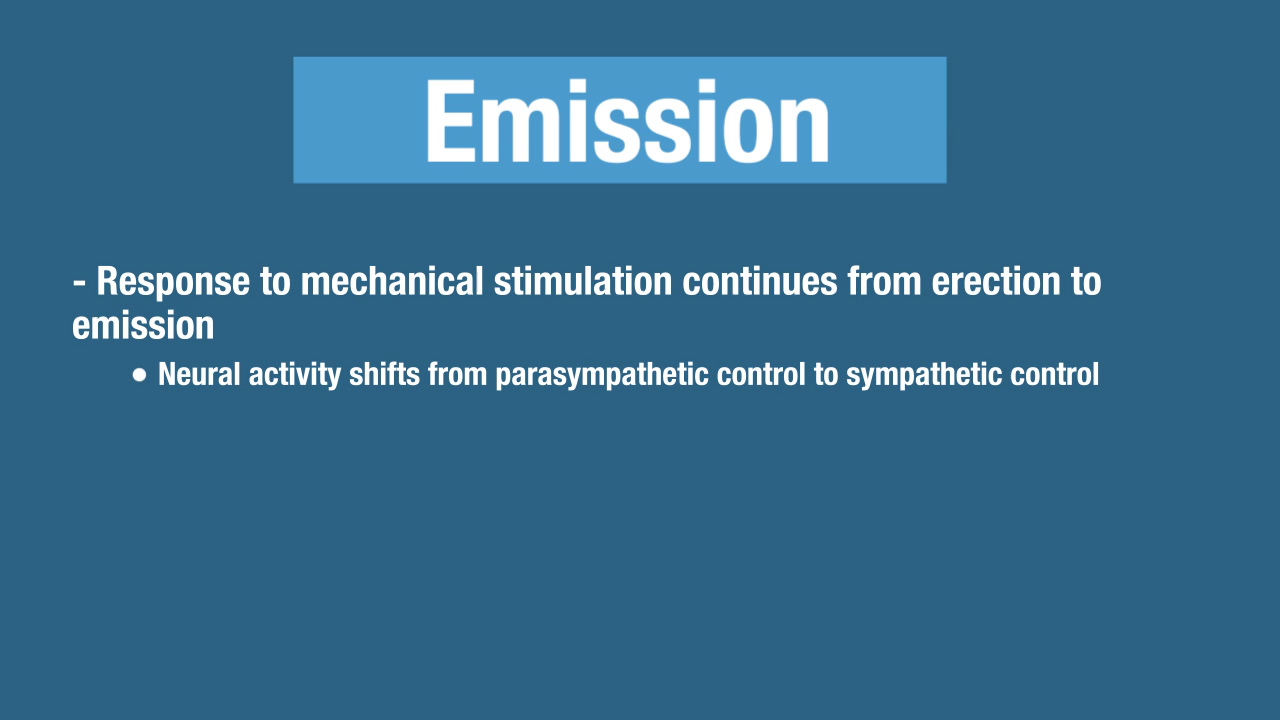 Emission
- Response to mechanical stimulation continues from erection to
emission
• Neural activity shifts from parasympathetic control to sympathetic control